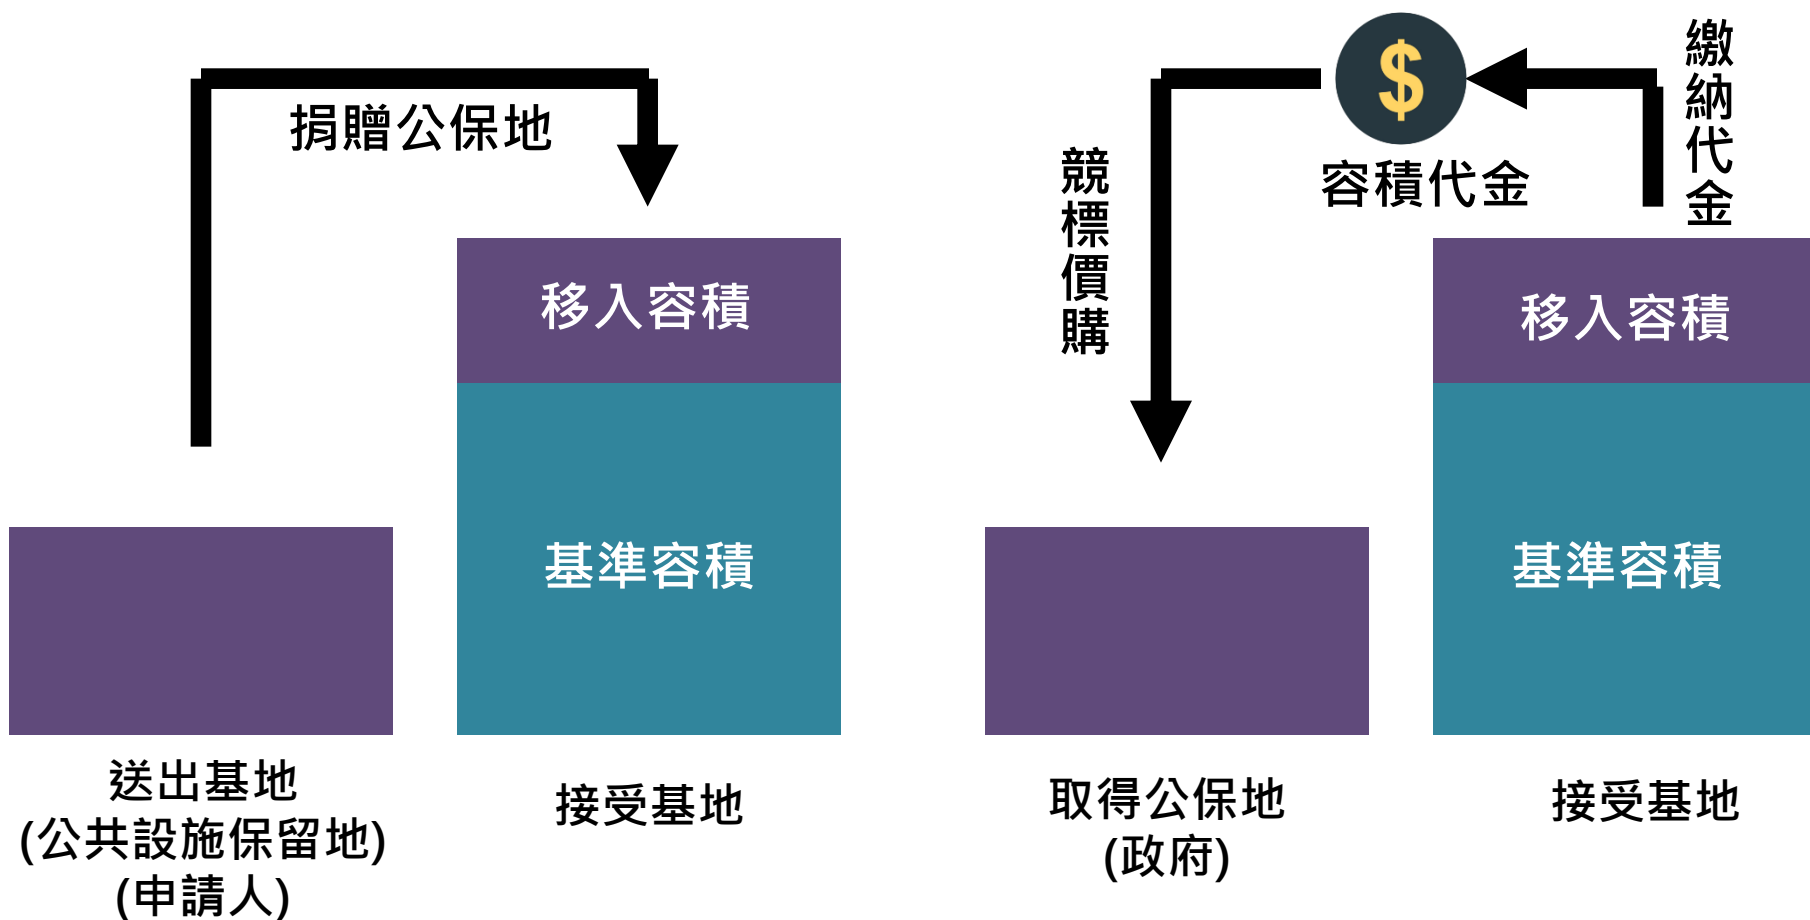 捐贈公保地
移入容積
基準容積
送出基地
(公共設施保留地)
(申請人)
接受基地
$
容積代金
繳納代金
競標價購
移入容積
基準容積
取得公保地
(政府)
接受基地